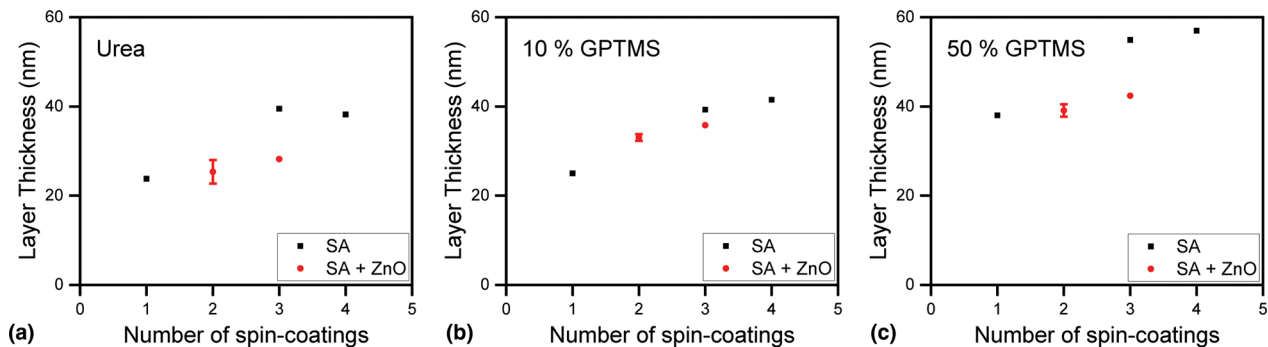 Layer Thickness (nm)
60
40
20
0
Urea
SA
SA + ZnO
0 1 2 3 4 5
Number of spin-coatings
(a)
Layer Thickness (nm)
60
40
20
0
10 % GPTMS
SA
SA + ZnO
0 1 2 3 4 5
Number of spin-coatings
(b)
Layer Thickness (nm)
60
40
20
0
50 % GPTMS
SA
SA + ZnO
0 1 2 3 4 5
Number of spin-coatings
(c)